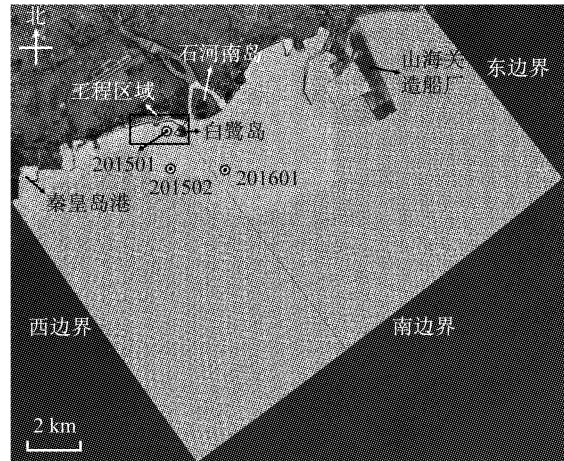 北
石河南岛
山海关
造船厂
东边界
工程区域
白鹭岛
201501
201502
201601
秦皇岛港
西边界
南边界
2 km